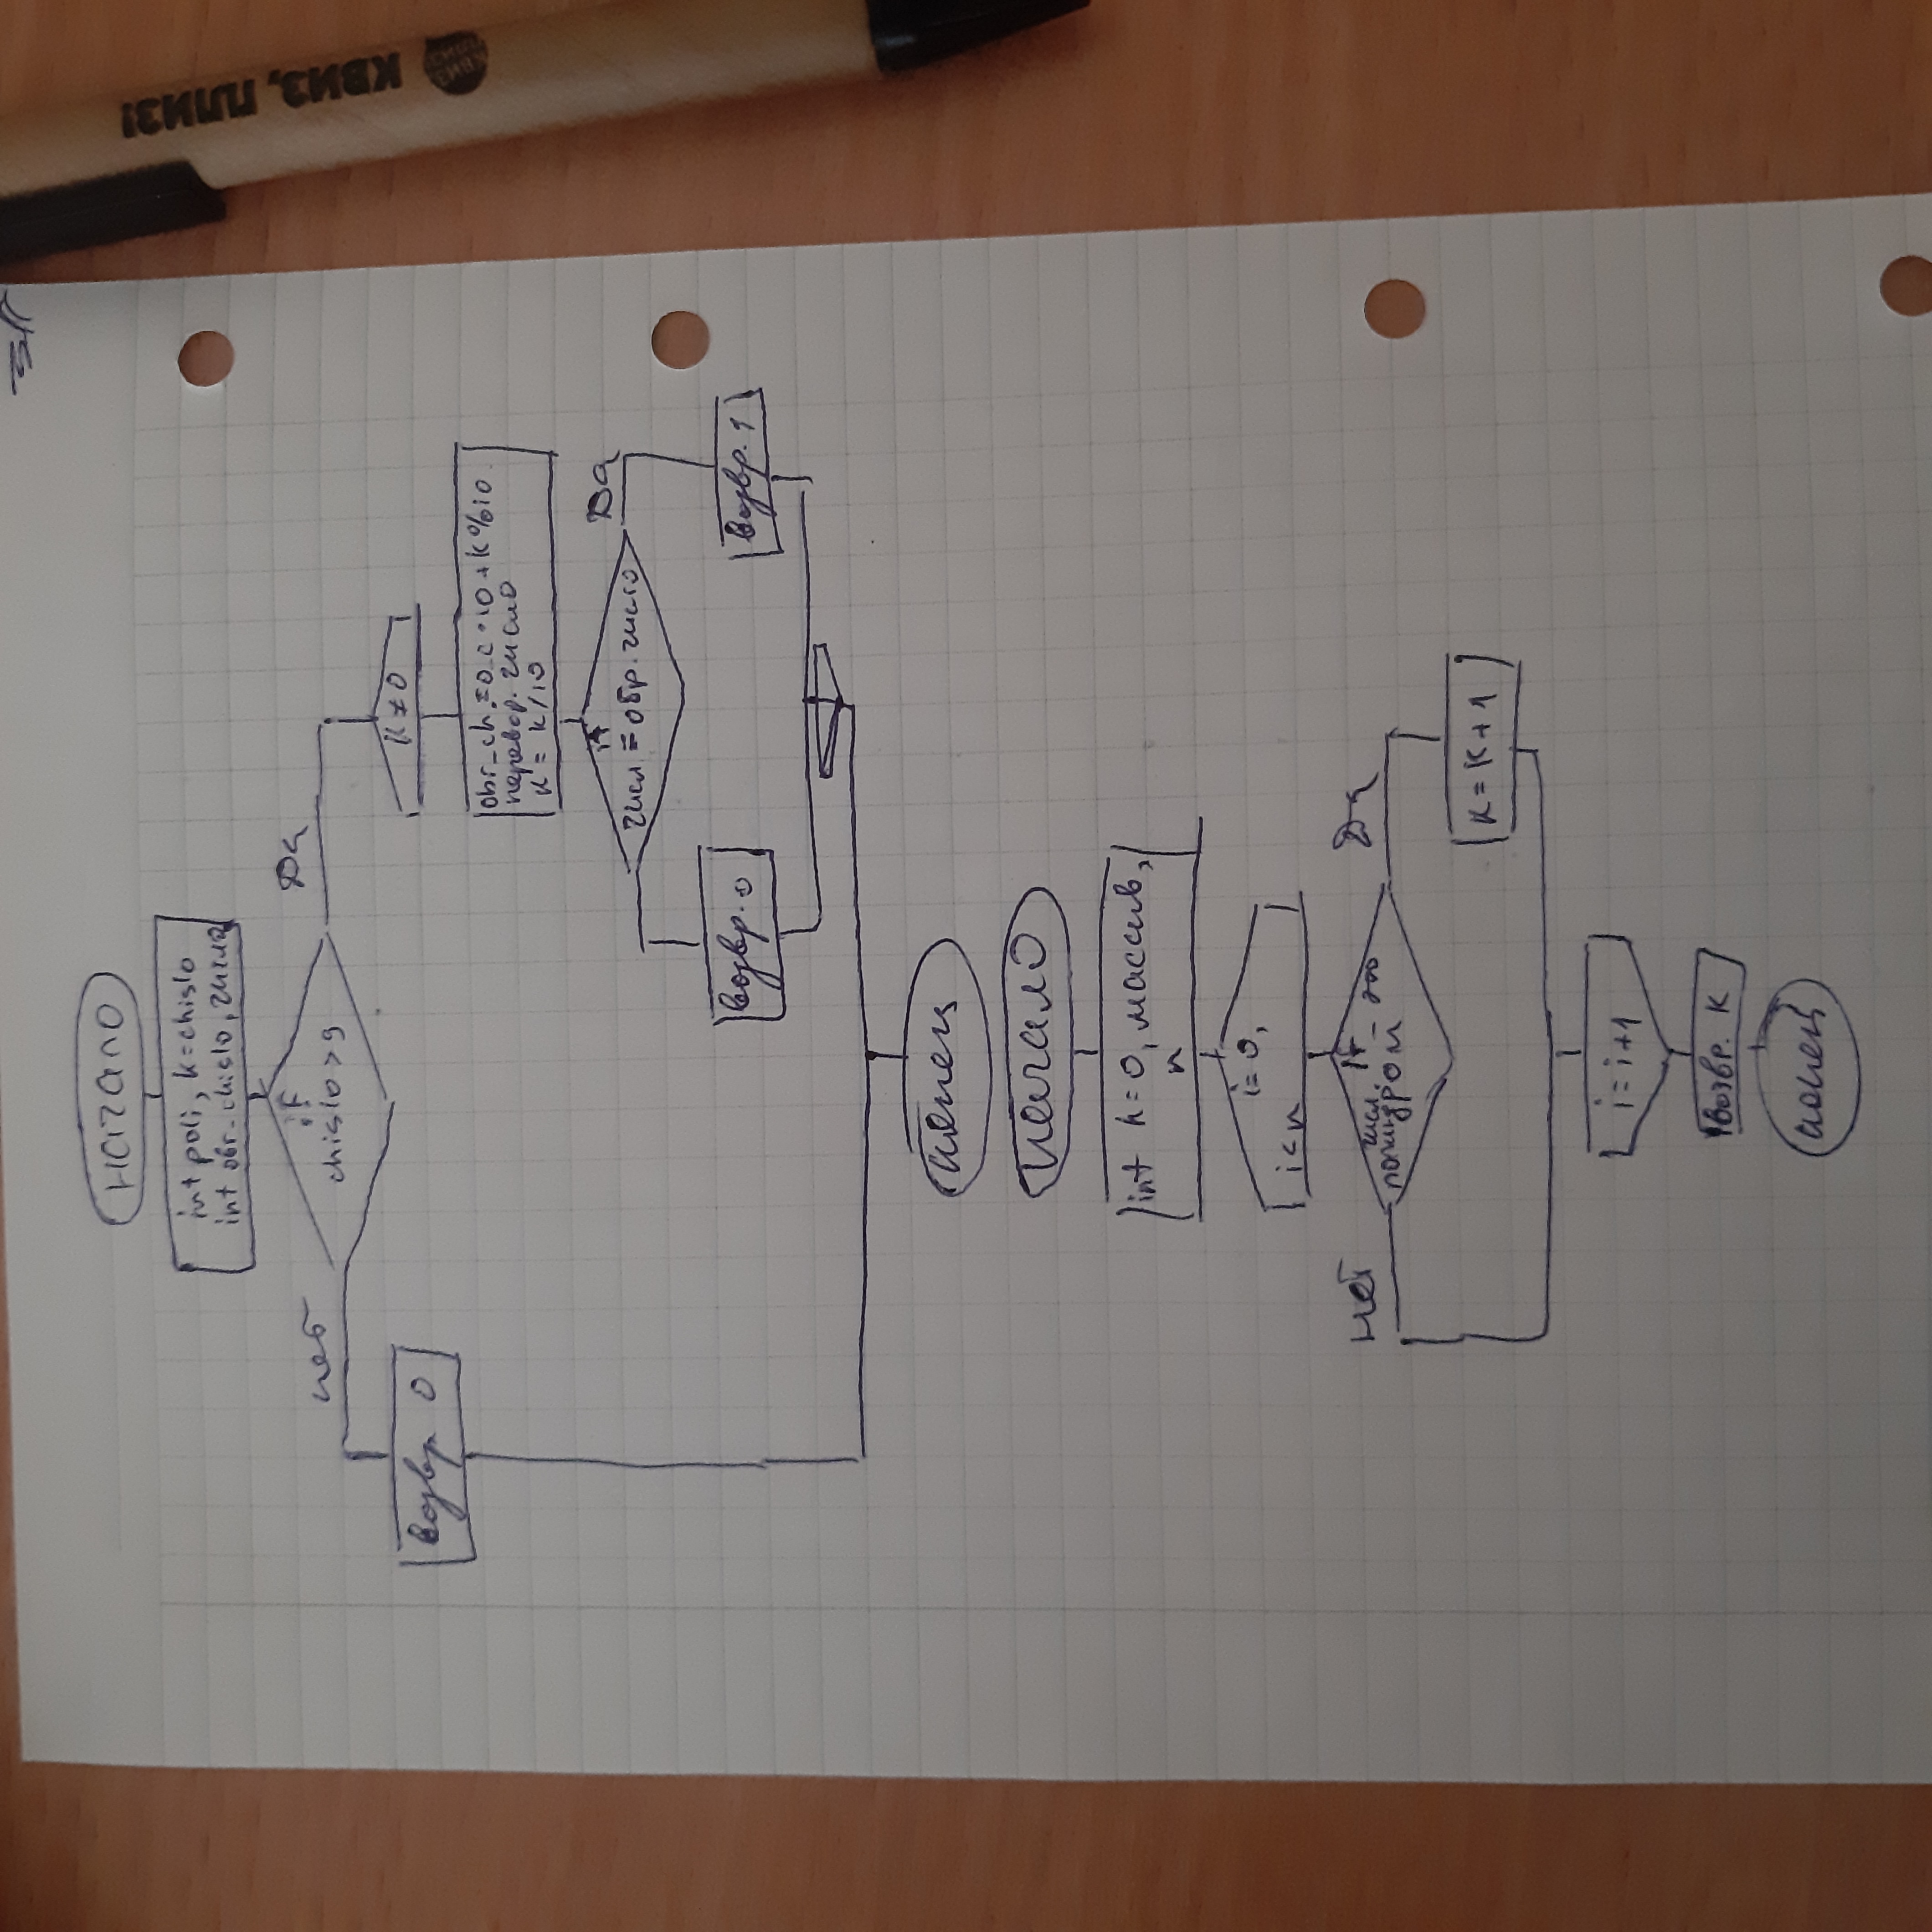 начало
int poli, k=chislo
int obr_chislo, число
if
chislo > 9
нет
Да
возвр 0
K ≠ 0
obr_ch.=o_c*10 + K%10
перевор. число
K = K/10
if
числ = обр. число
Да
возвр. 0
возвр. 1
конец
начало
int k=0, массив,
n
i=0,
i<n
if
числ.
полиндром
нет
Да
K = K + 1
i = i+1
возвр. K
конец
КВИЗ, ПЛИЗ!